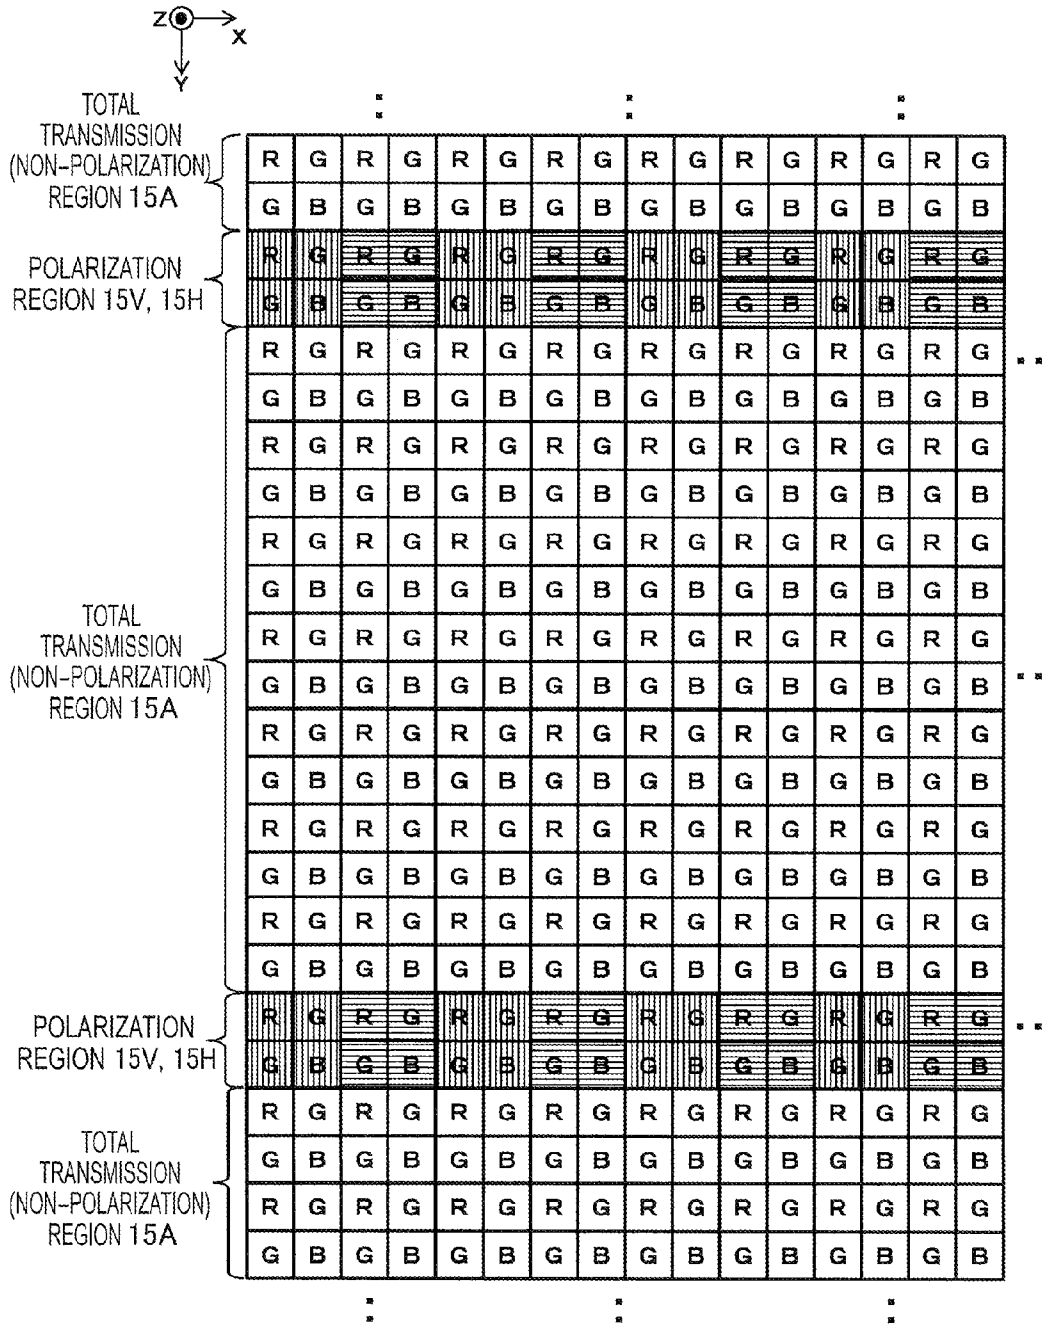 Z X
Y
TOTAL
TRANSMISSION
(NON-POLARIZATION)
REGION 15A
R G R G R G R G R G R G R G R G
G B G B G B G B G B G B G B G B
POLARIZATION
REGION 15V, 15H
R G R G R G R G R G R G R G R G
G B G B G B G B G B G B G B G B
TOTAL
TRANSMISSION
(NON-POLARIZATION)
REGION 15A
R G R G R G R G R G R G R G R G
G B G B G B G B G B G B G B G B
R G R G R G R G R G R G R G R G
G B G B G B G B G B G B G B G B
R G R G R G R G R G R G R G R G
G B G B G B G B G B G B G B G B
R G R G R G R G R G R G R G R G
G B G B G B G B G B G B G B G B
R G R G R G R G R G R G R G R G
G B G B G B G B G B G B G B G B
R G R G R G R G R G R G R G R G
G B G B G B G B G B G B G B G B
R G R G R G R G R G R G R G R G
G B G B G B G B G B G B G B G B
POLARIZATION
REGION 15V, 15H
R G R G R G R G R G R G R G R G
G B G B G B G B G B G B G B G B
TOTAL
TRANSMISSION
(NON-POLARIZATION)
REGION 15A
R G R G R G R G R G R G R G R G
G B G B G B G B G B G B G B G B
R G R G R G R G R G R G R G R G
G B G B G B G B G B G B G B G B